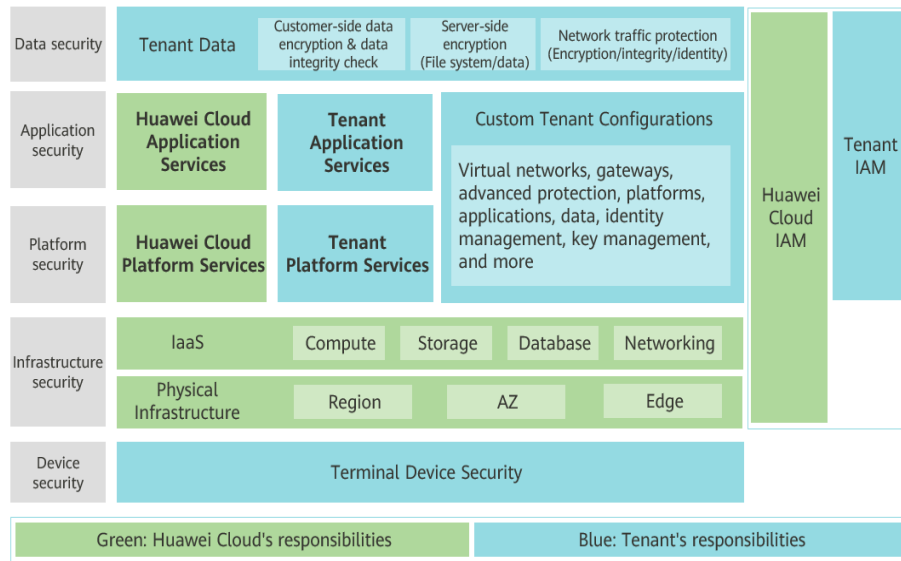 Data security
Tenant Data
Customer-side data
encryption & data
integrity check
Server-side
encryption
(File system/data)
Network traffic protection
(Encryption/integrity/identity)
Application
security
Huawei Cloud
Application
Services
Tenant
Application
Services
Custom Tenant Configurations
Virtual networks, gateways,
advanced protection, platforms,
applications, data, identity
management, key management,
and more
Platform
security
Huawei Cloud
Platform Services
Tenant
Platform Services
Huawei
Cloud
IAM
Tenant
IAM
Infrastructure
security
IaaS
Compute
Storage
Database
Networking
Physical
Infrastructure
Region
AZ
Edge
Device
security
Terminal Device Security
Green: Huawei Cloud's responsibilities
Blue: Tenant's responsibilities